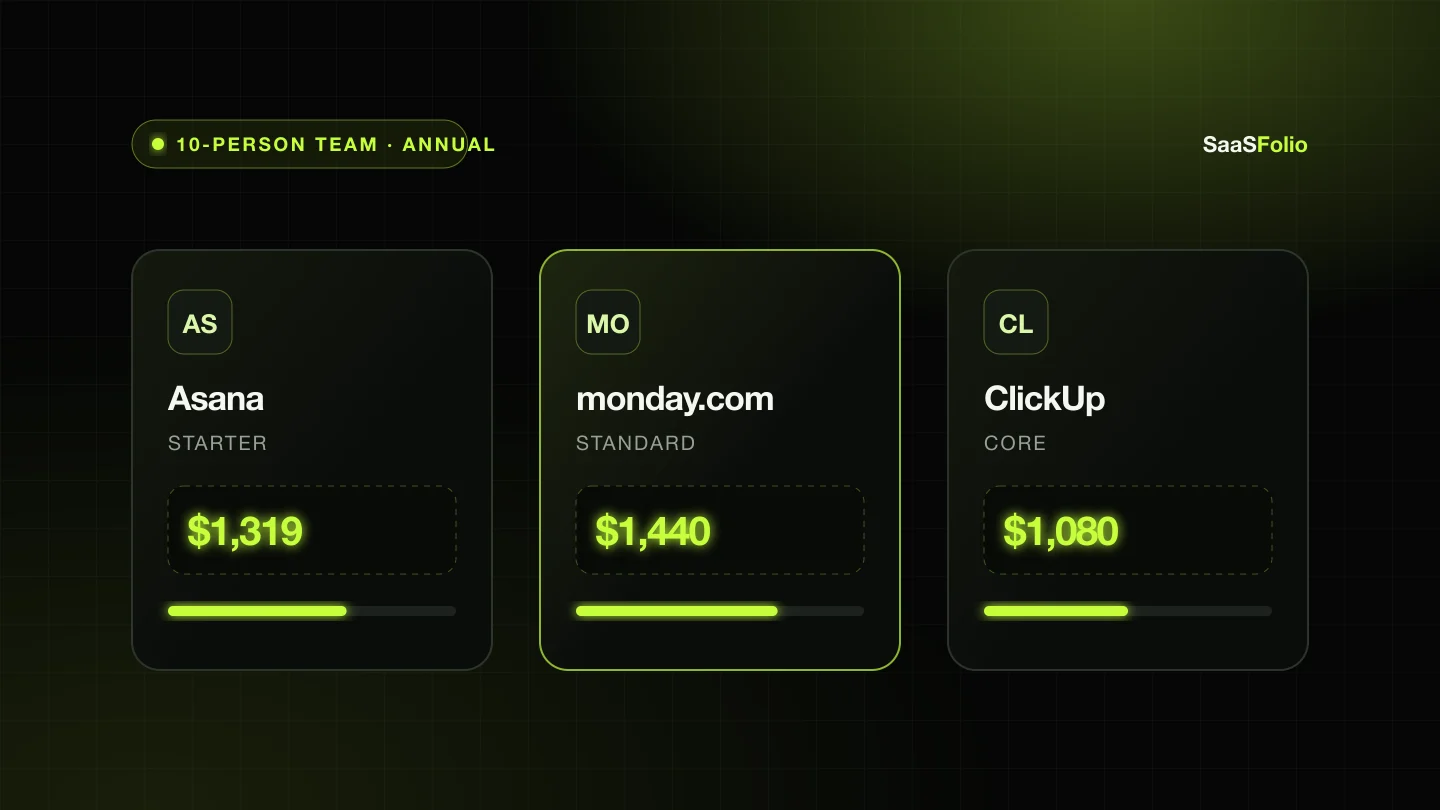 10-PERSON TEAM · ANNUAL
SaaSFolio
AS
Asana
STARTER
$1,319
MO
monday.com
STANDARD
$1,440
CL
ClickUp
CORE
$1,080